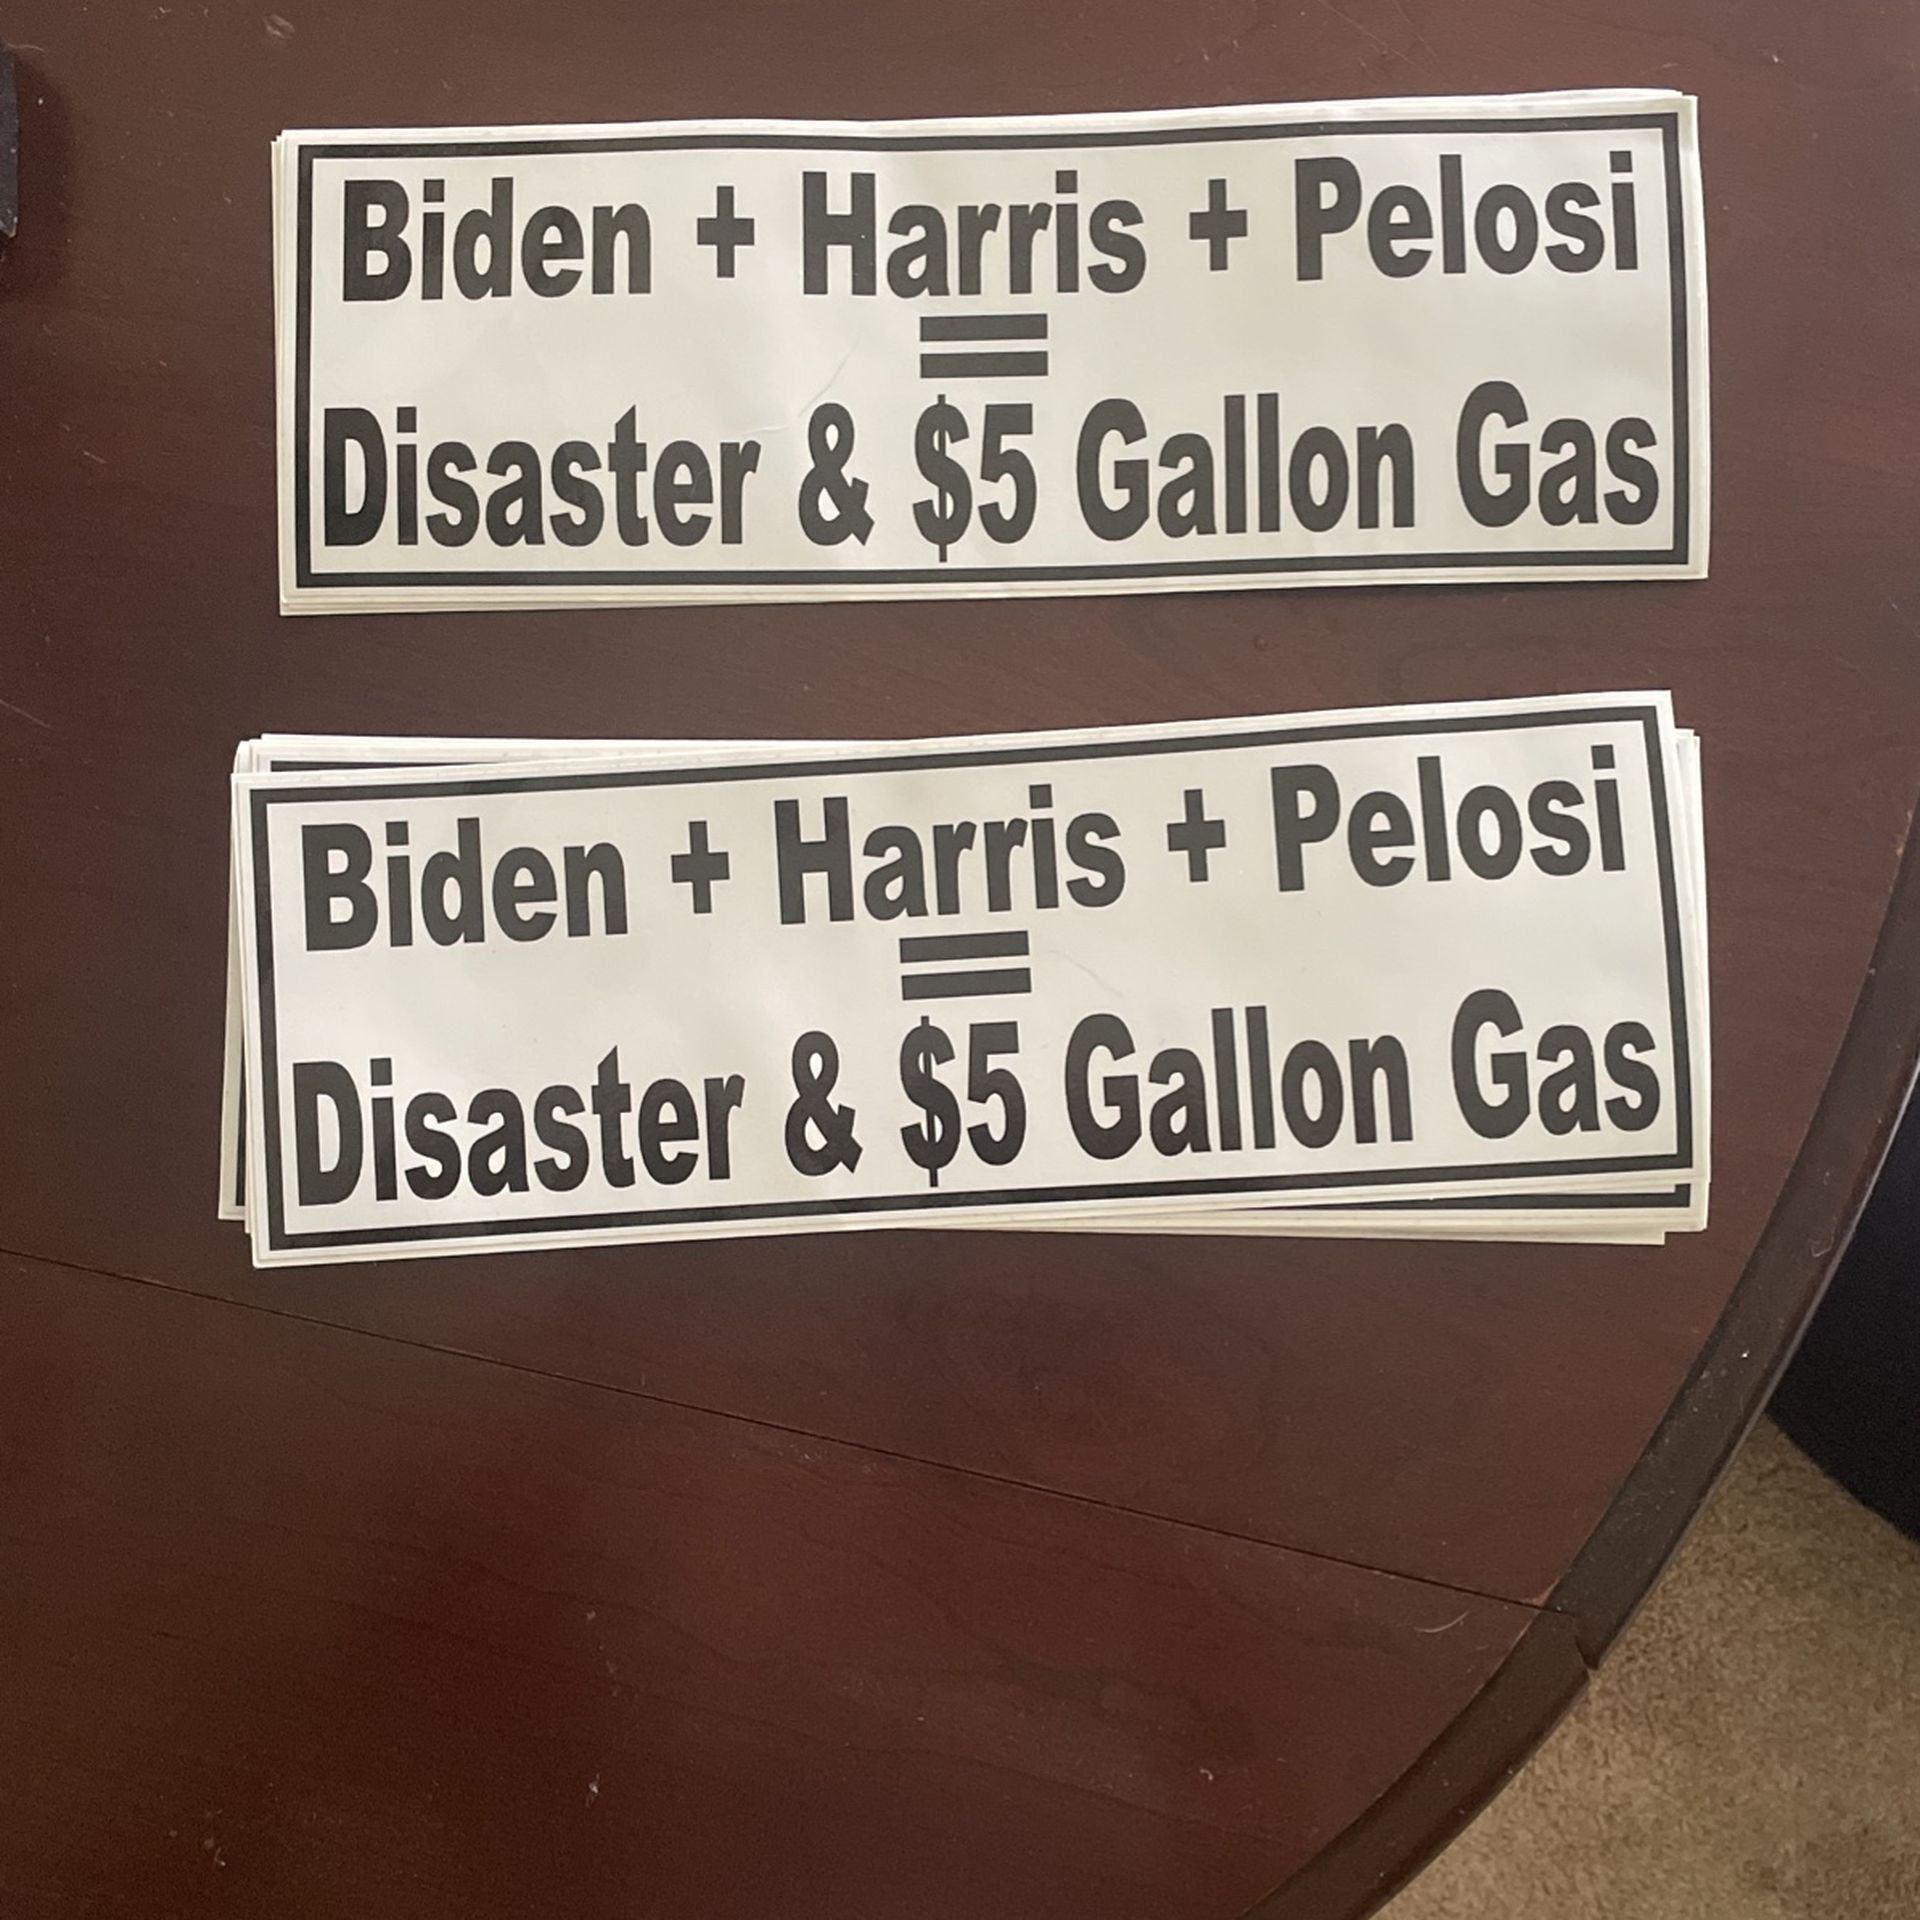 Biden + Harris + Pelosi
=
Disaster & $5 Gallon Gas
Biden + Harris + Pelosi
=
Disaster & $5 Gallon Gas